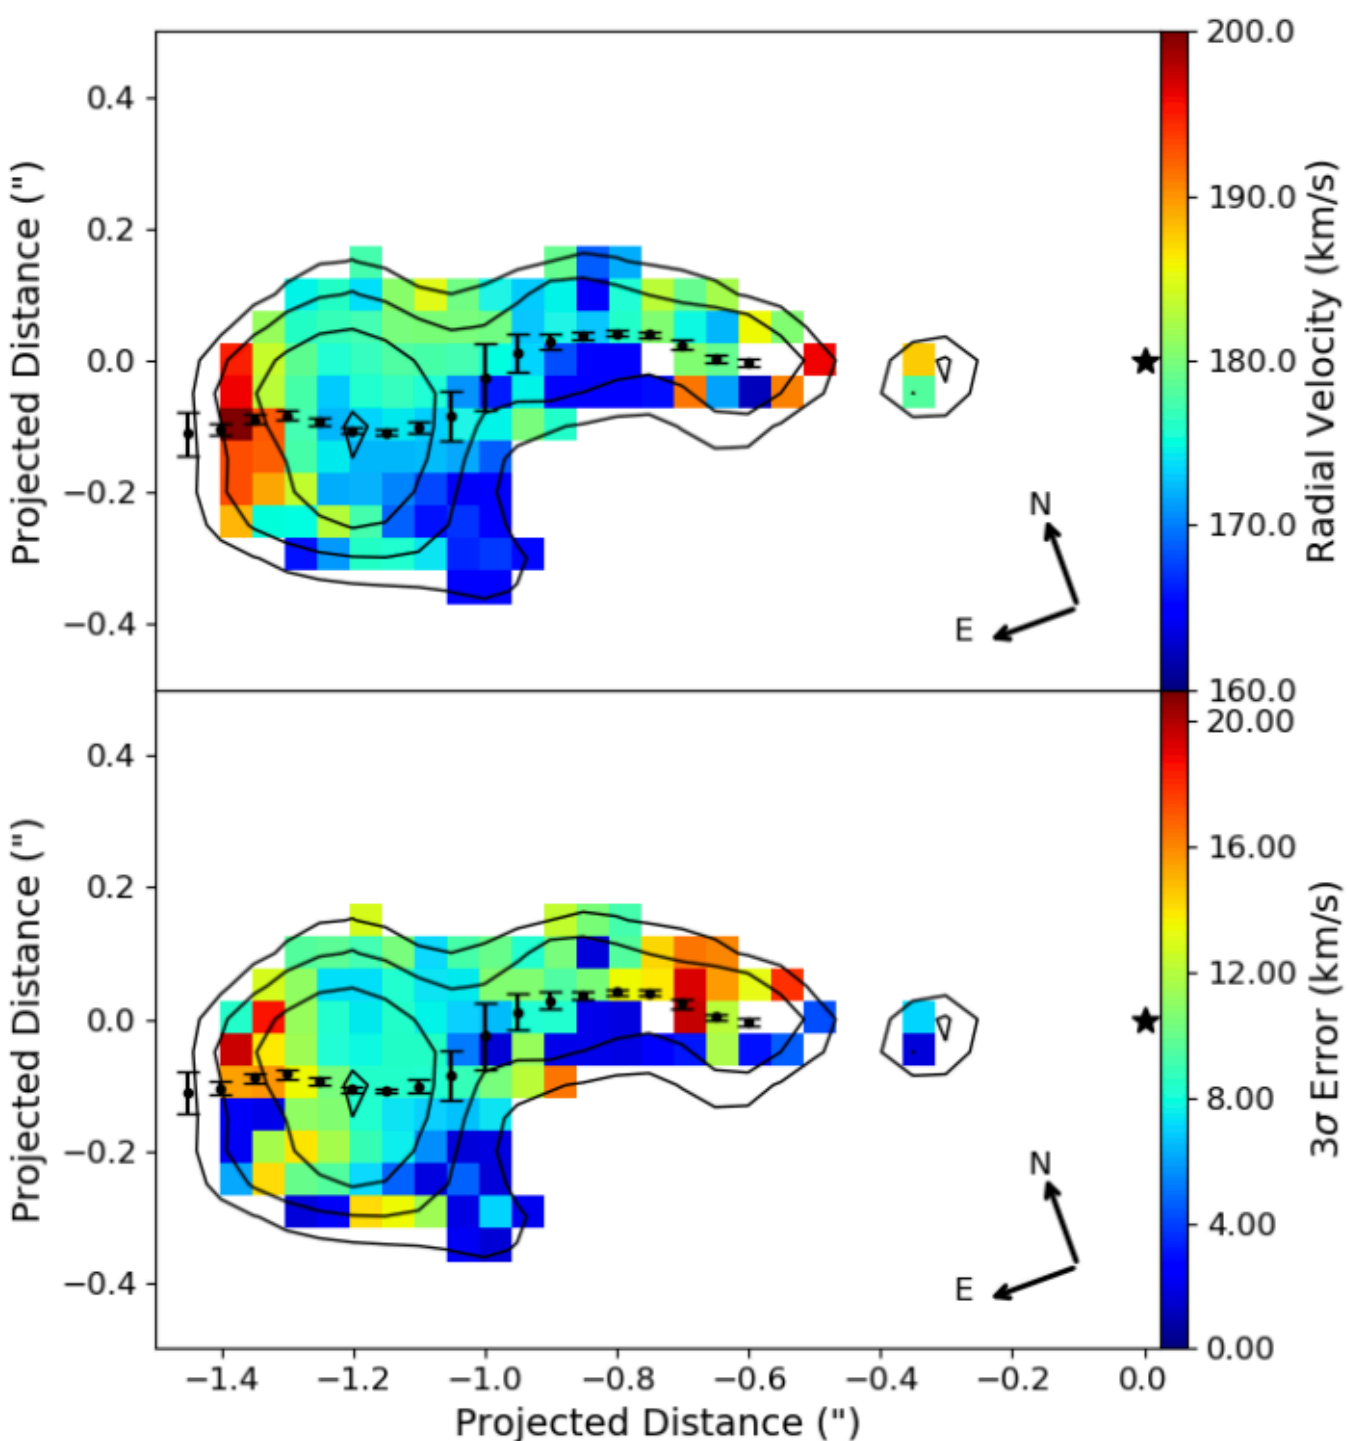 200.0
0.4
190.0
0.2
0.0
180.0
−0.2
170.0
−0.4
160.0
Projected Distance (")
Radial Velocity (km/s)
N
E
20.00
0.4
16.00
0.2
12.00
0.0
8.00
−0.2
4.00
−0.4
0.00
Projected Distance (")
3σ Error (km/s)
N
E
−1.4 −1.2 −1.0 −0.8 −0.6 −0.4 −0.2 0.0
Projected Distance (")